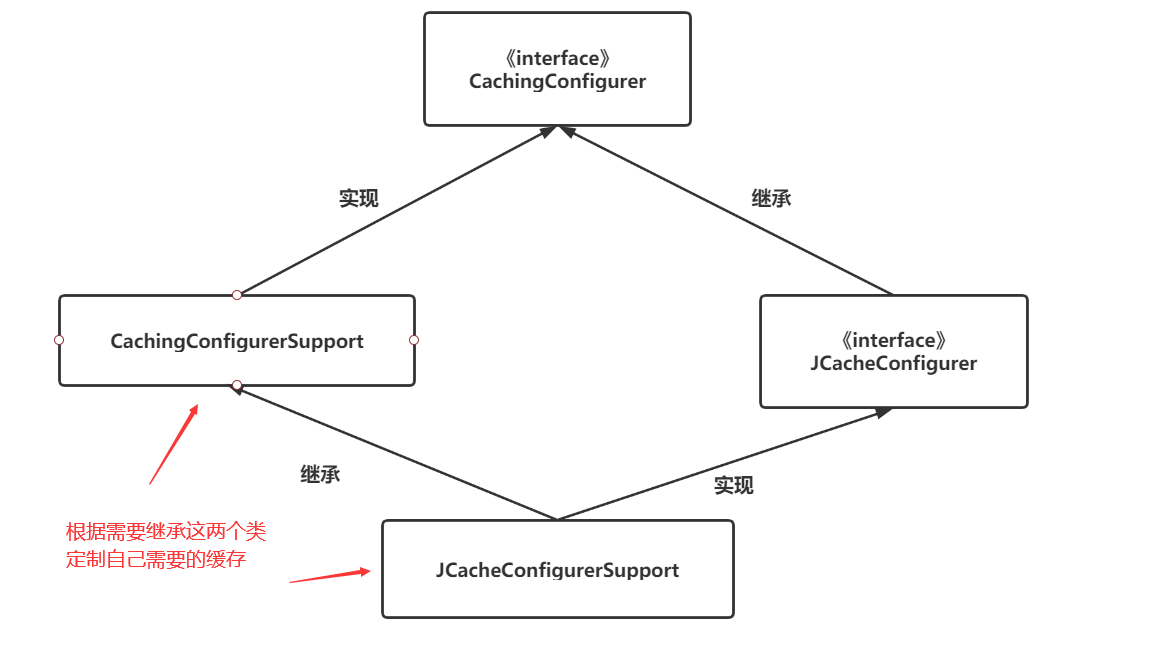 《interface》
CachingConfigurer
实现
继承
CachingConfigurerSupport
《interface》
JCacheConfigurer
继承
实现
根据需要继承这两个类
定制自己需要的缓存
JCacheConfigurerSupport